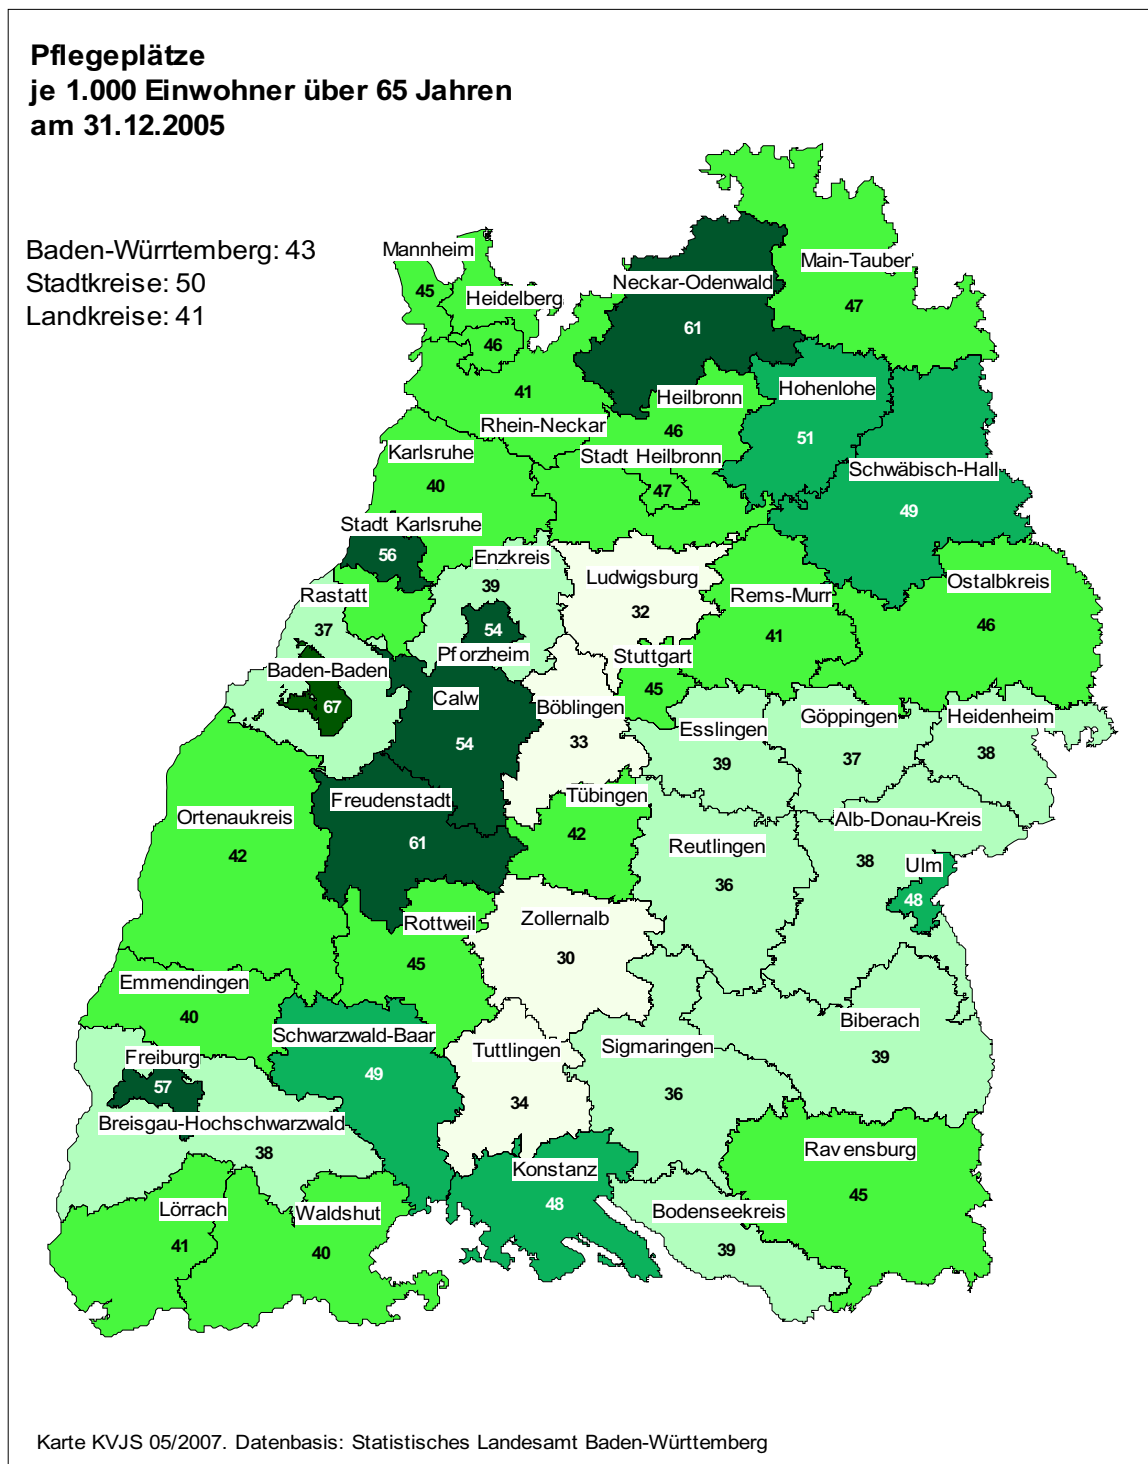 Pflegeplätze
je 1.000 Einwohner über 65 Jahren
am 31.12.2005
Baden-Würrtemberg: 43
Stadtkreise: 50
Landkreise: 41
Mannheim
45
Heidelberg
46
Neckar-Odenwald
61
Main-Tauber
47
41
Rhein-Neckar
Heilbronn
46
Hohenlohe
51
Karlsruhe
40
Stadt Heilbronn
47
Schwäbisch-Hall
49
Stadt Karlsruhe
56
Enzkreis
39
Ludwigsburg
32
Rems-Murr
41
Ostalbkreis
46
Rastatt
37
54
Pforzheim
Stuttgart
45
Baden-Baden
67
Calw
54
Böblingen
33
Esslingen
39
Göppingen
37
Heidenheim
38
Ortenaukreis
42
Freudenstadt
61
Tübingen
42
Reutlingen
36
Alb-Donau-Kreis
38
Ulm
48
Rottweil
45
Zollernalb
30
Emmendingen
40
Schwarzwald-Baar
49
Tuttlingen
34
Sigmaringen
36
Biberach
39
Freiburg
57
Breisgau-Hochschwarzwald
38
Konstanz
48
Ravensburg
45
Lörrach
41
Waldshut
40
Bodenseekreis
39
Karte KVJS 05/2007. Datenbasis: Statistisches Landesamt Baden-Württemberg